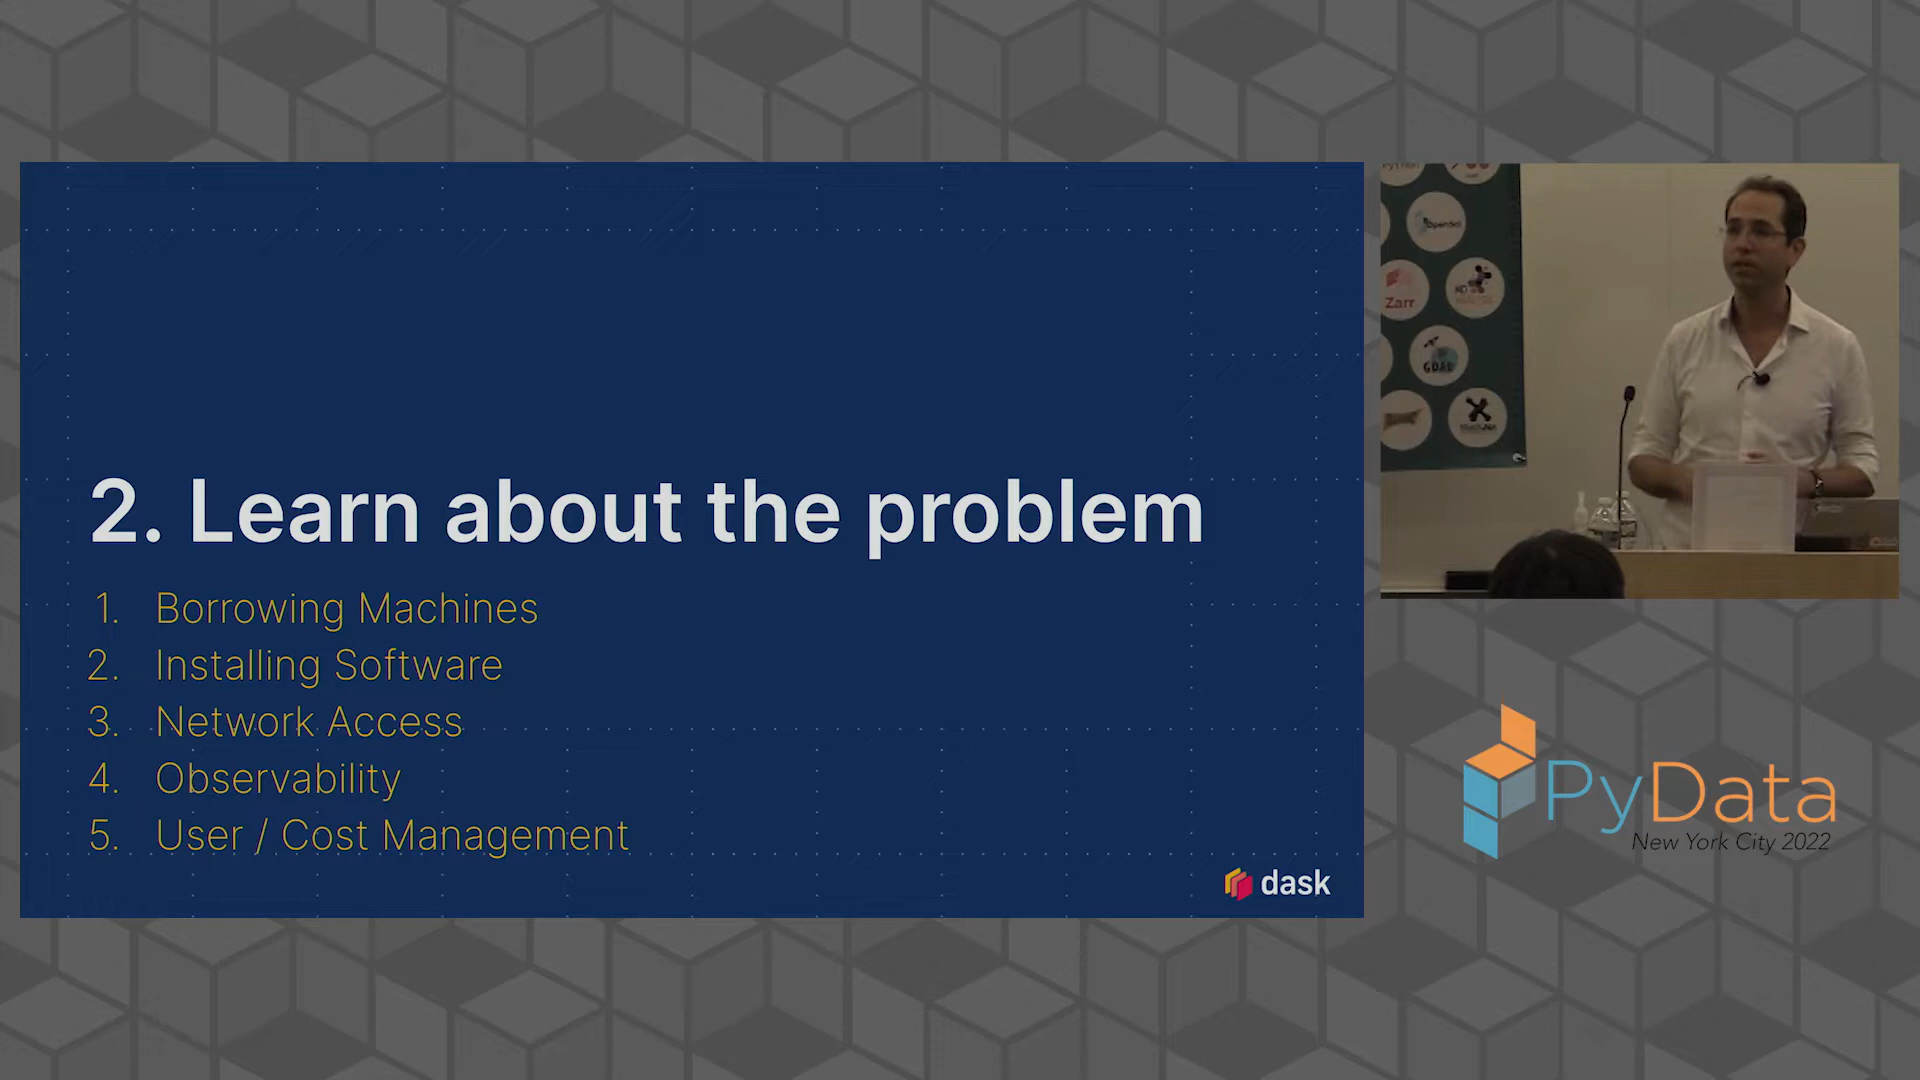 2. Learn about the problem
1. Borrowing Machines
2. Installing Software
3. Network Access
4. Observability
5. User / Cost Management
dask
Zarr
GDAL
PyData
New York City 2022